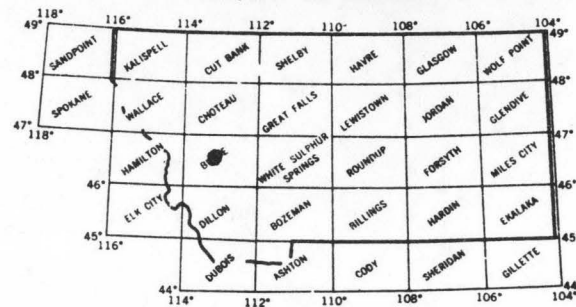 118° 116° 114° 112° 110° 108° 106° 104°
49° 49°
SANDPOINT KALISPELL CUT BANK SHELBY HAVRE GLASGOW WOLF POINT
48° 48°
SPOKANE WALLACE CHOTEAU GREAT FALLS LEWISTOWN JORDAN GLENDIVE
47° 118° 47°
HAMILTON WHITE SULPHUR SPRINGS ROUNDUP FORSYTH MILES CITY
46° 46°
ELK CITY DILLON BOZEMAN BILLINGS HARDIN EKALAKA
45° 116° 45°
DUBOIS ASHTON CODY SHERIDAN GILLETTE
44° 44°
114° 112° 110° 108° 106° 104°